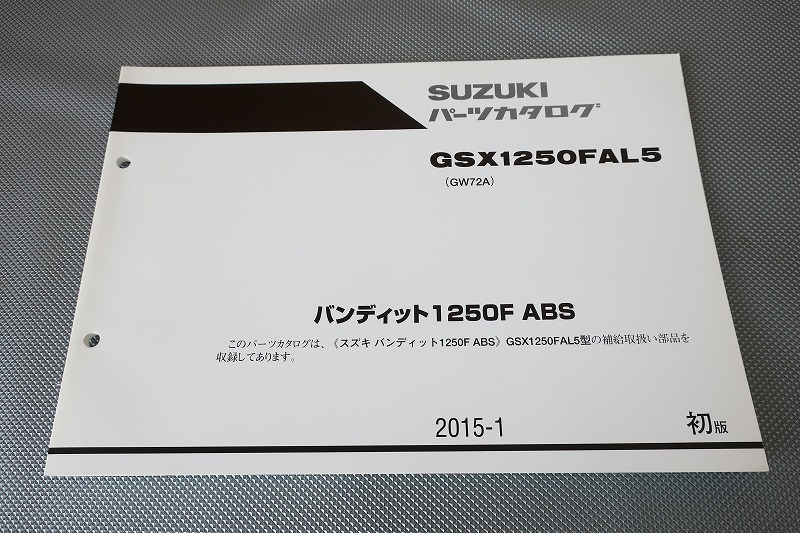 SUZUKI
パーツカタログ
GSX1250FAL5
(GW72A)
バンディット1250F ABS
このパーツカタログは、《スズキ バンディット1250F ABS》GSX1250FAL5型の補給取扱い部品を
収録してあります。
2015-1
初版